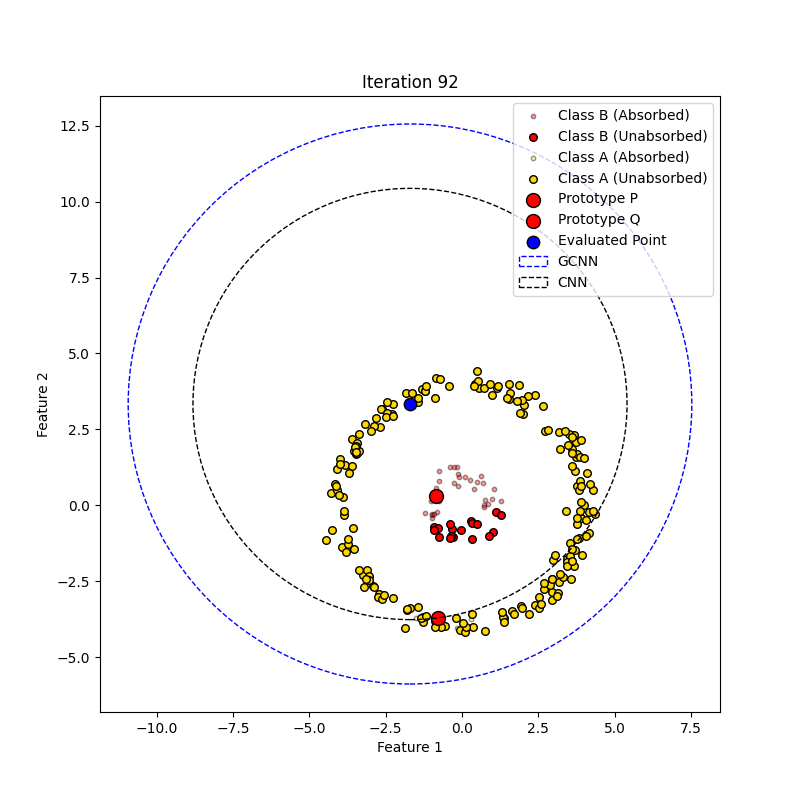 Iteration 92
Class B (Absorbed)
Class B (Unabsorbed)
Class A (Absorbed)
Class A (Unabsorbed)
Prototype P
Prototype Q
Evaluated Point
GCNN
CNN
12.5
10.0
7.5
5.0
2.5
0.0
−2.5
−5.0
Feature 2
−10.0 −7.5 −5.0 −2.5 0.0 2.5 5.0 7.5
Feature 1